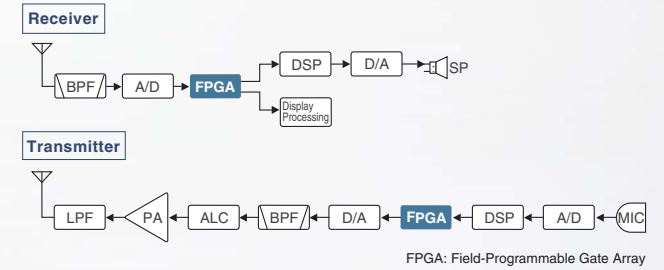 Receiver
BPF
A/D
FPGA
DSP
D/A
SP
Display
Processing
Transmitter
LPF
PA
ALC
BPF
D/A
FPGA
DSP
A/D
MIC
FPGA: Field-Programmable Gate Array